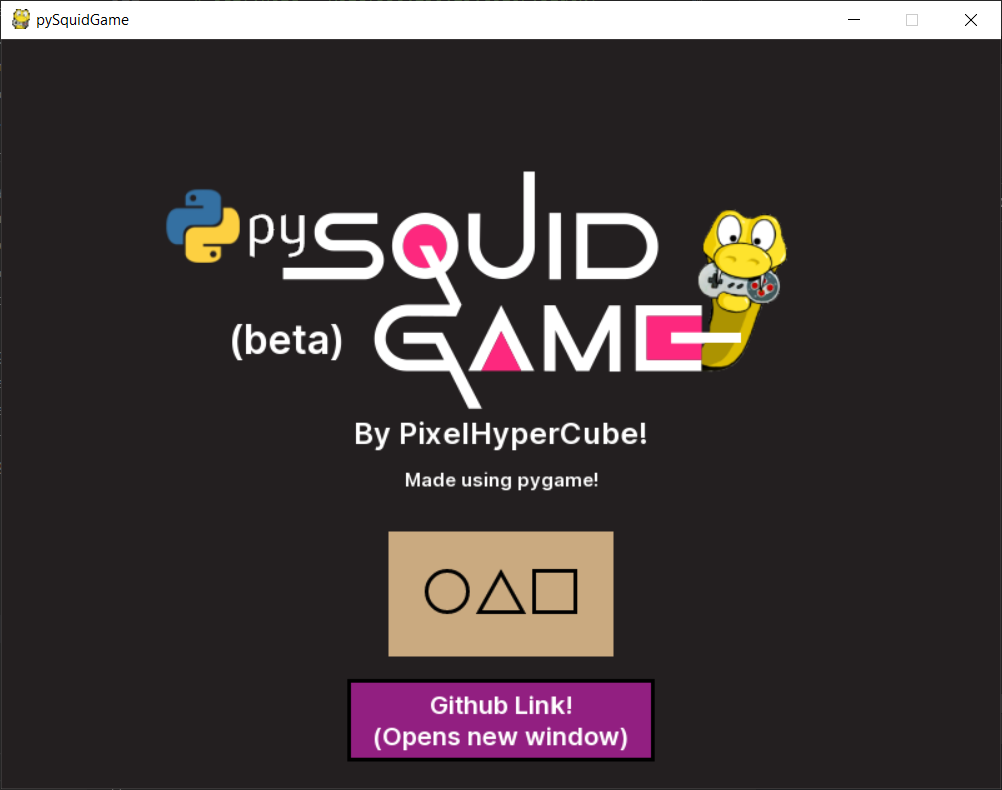 pySquidGame
py SQUID
(beta) GAME
By PixelHyperCube!
Made using pygame!
Github Link!
(Opens new window)